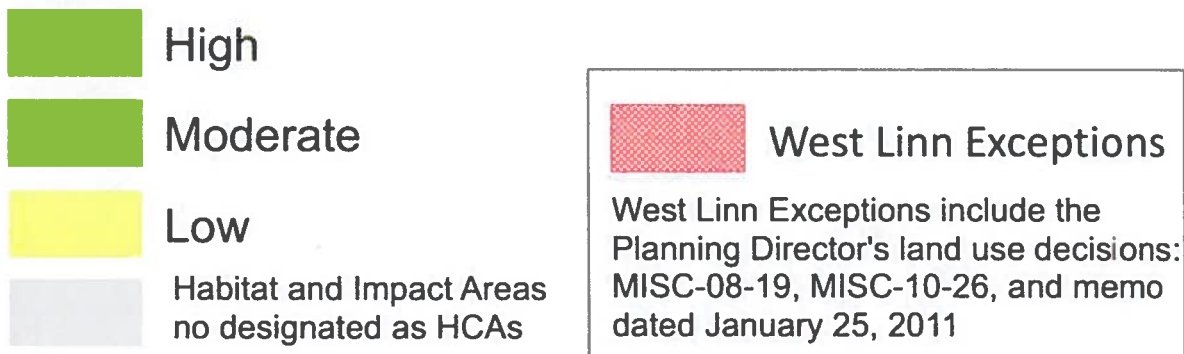 High
Moderate
Low
Habitat and Impact Areas
no designated as HCAs
West Linn Exceptions
West Linn Exceptions include the
Planning Director's land use decisions:
MISC-08-19, MISC-10-26, and memo
dated January 25, 2011